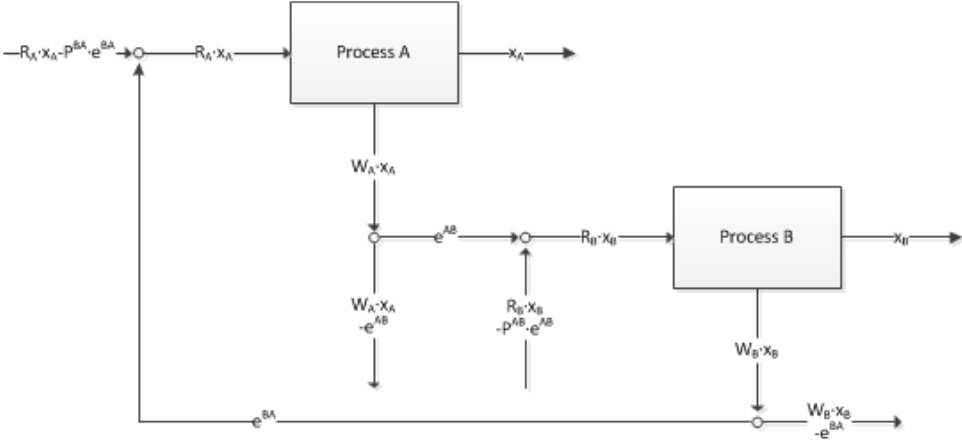 R_A·x_A-P^BA·e^BA
R_A·x_A
Process A
x_A
W_A·x_A
e^AB
R_B·x_B
Process B
x_B
W_A·x_A
-e^AB
R_B·x_B
-P^AB·e^AB
W_B·x_B
e^BA
W_B·x_B
-e^BA